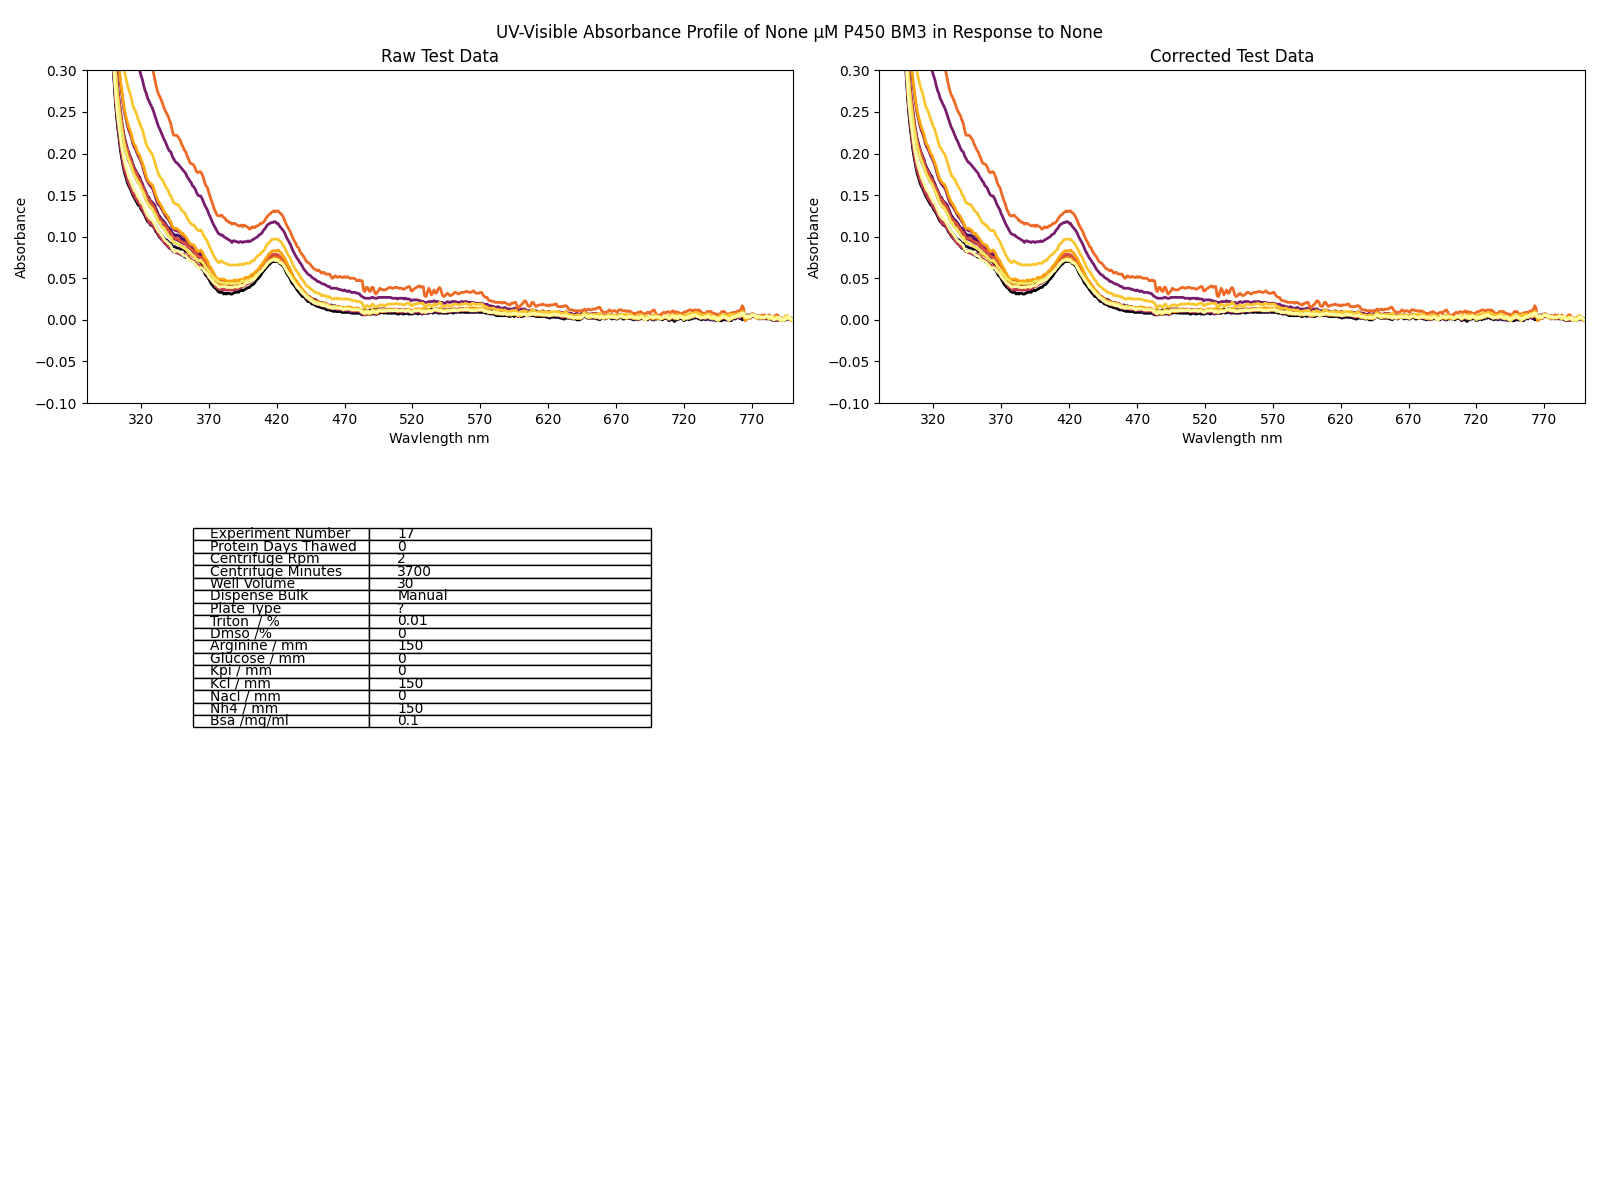 UV-Visible Absorbance Profile of None µM P450 BM3 in Response to None
Raw Test Data
0.30
0.25
0.20
0.15
0.10
0.05
0.00
−0.05
−0.10
Absorbance
320 370 420 470 520 570 620 670 720 770
Wavlength nm
Corrected Test Data
0.30
0.25
0.20
0.15
0.10
0.05
0.00
−0.05
−0.10
Absorbance
320 370 420 470 520 570 620 670 720 770
Wavlength nm
Experiment Number 17
Protein Days Thawed 0
Centrifuge Rpm 2
Centrifuge Minutes 3700
Well Volume 30
Dispense Bulk Manual
Plate Type ?
Triton / % 0.01
Dmso /% 0
Arginine / mm 150
Glucose / mm 0
Kpi / mm 0
Kcl / mm 150
Nacl / mm 0
Nh4 / mm 150
Bsa /mg/ml 0.1